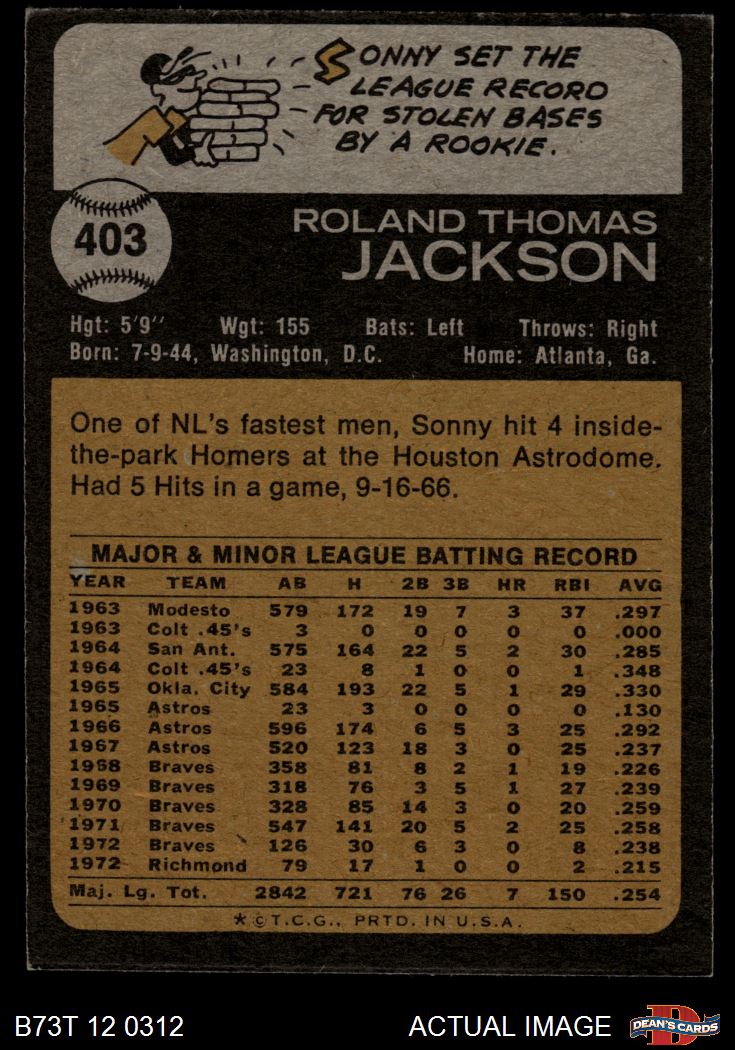 SONNY SET THE
LEAGUE RECORD
FOR STOLEN BASES
BY A ROOKIE.
403
ROLAND THOMAS
JACKSON
Hgt: 5'9'' Wgt: 155 Bats: Left Throws: Right
Born: 7-9-44, Washington, D.C. Home: Atlanta, Ga.
One of NL's fastest men, Sonny hit 4 inside-
the-park Homers at the Houston Astrodome.
Had 5 Hits in a game, 9-16-66.
MAJOR & MINOR LEAGUE BATTING RECORD
YEAR TEAM AB H 2B 3B HR RBI AVG
1963 Modesto 579 172 19 7 3 37 .297
1963 Colt .45's 3 0 0 0 0 0 .000
1964 San Ant. 575 164 22 5 2 30 .285
1964 Colt .45's 23 8 1 0 0 1 .348
1965 Okla. City 584 193 22 5 1 29 .330
1965 Astros 23 3 0 0 0 0 .130
1966 Astros 596 174 6 5 3 25 .292
1967 Astros 520 123 18 3 0 25 .237
1968 Braves 358 81 8 2 1 19 .226
1969 Braves 318 76 3 5 1 27 .239
1970 Braves 328 85 14 3 0 20 .259
1971 Braves 547 141 20 5 2 25 .258
1972 Braves 126 30 6 3 0 8 .238
1972 Richmond 79 17 1 0 0 2 .215
Maj. Lg. Tot. 2842 721 76 26 7 150 .254
* © T.C.G., PRTD. IN U.S.A.
B73T 12 0312 ACTUAL IMAGE
D
DEAN'S CARDS